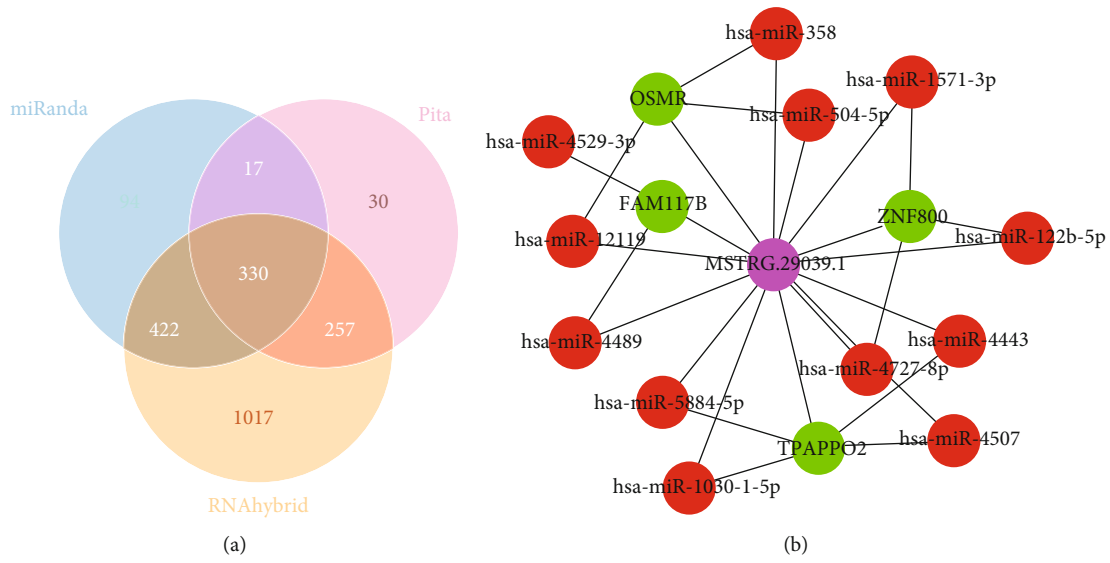 miRanda
Pita
17
30
330
422
257
1017
RNAhybrid
(a)
hsa-miR-358
hsa-miR-1571-3p
OSMR
hsa-miR-504-5p
hsa-miR-4529-3p
FAM117B
ZNF800
hsa-miR-12119
hsa-miR-122b-5p
MSTRG.29039.1
hsa-miR-4489
hsa-miR-4443
hsa-miR-4727-8p
hsa-miR-5884-5p
hsa-miR-4507
TPAPPO2
hsa-miR-1030-1-5p
(b)